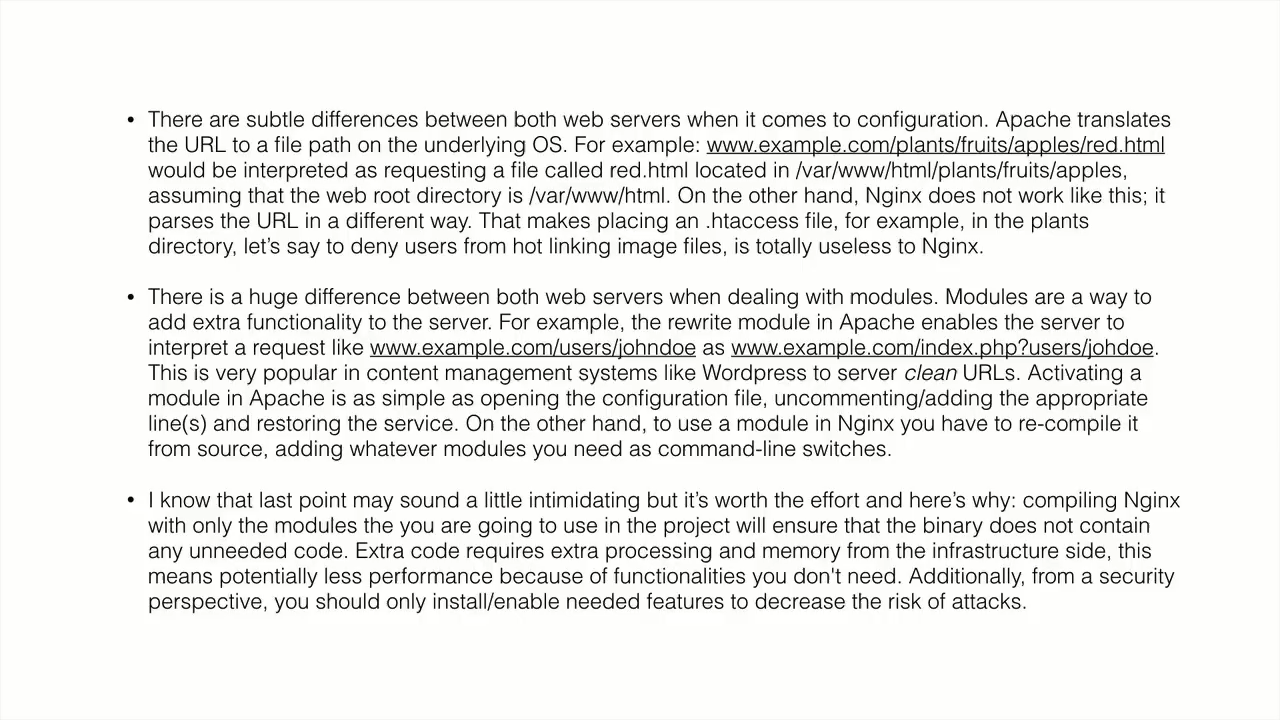 • There are subtle differences between both web servers when it comes to configuration. Apache translates
the URL to a file path on the underlying OS. For example: www.example.com/plants/fruits/apples/red.html
would be interpreted as requesting a file called red.html located in /var/www/html/plants/fruits/apples,
assuming that the web root directory is /var/www/html. On the other hand, Nginx does not work like this; it
parses the URL in a different way. That makes placing an .htaccess file, for example, in the plants
directory, let’s say to deny users from hot linking image files, is totally useless to Nginx.
• There is a huge difference between both web servers when dealing with modules. Modules are a way to
add extra functionality to the server. For example, the rewrite module in Apache enables the server to
interpret a request like www.example.com/users/johndoe as www.example.com/index.php?users/johdoe.
This is very popular in content management systems like Wordpress to server clean URLs. Activating a
module in Apache is as simple as opening the configuration file, uncommenting/adding the appropriate
line(s) and restoring the service. On the other hand, to use a module in Nginx you have to re-compile it
from source, adding whatever modules you need as command-line switches.
• I know that last point may sound a little intimidating but it’s worth the effort and here’s why: compiling Nginx
with only the modules the you are going to use in the project will ensure that the binary does not contain
any unneeded code. Extra code requires extra processing and memory from the infrastructure side, this
means potentially less performance because of functionalities you don't need. Additionally, from a security
perspective, you should only install/enable needed features to decrease the risk of attacks.